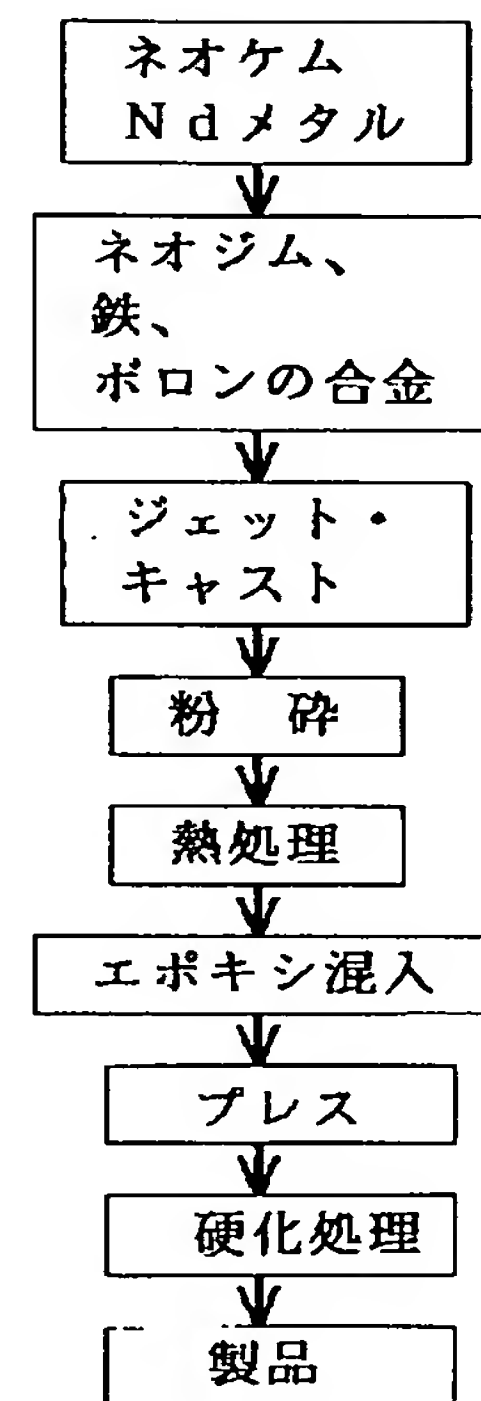 ネオケム
Ndメタル
ネオジム、
鉄、
ボロンの合金
ジェット・
キャスト
粉 砕
熱処理
エポキシ混入
プレス
硬化処理
製品